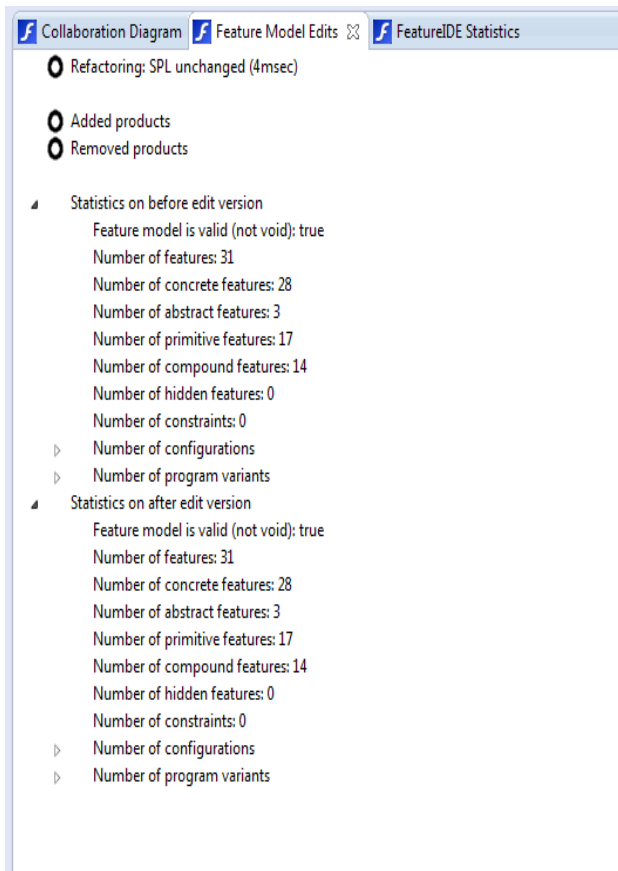 Collaboration Diagram Feature Model Edits FeatureIDE Statistics
Refactoring: SPL unchanged (4msec)
Added products
Removed products
Statistics on before edit version
Feature model is valid (not void): true
Number of features: 31
Number of concrete features: 28
Number of abstract features: 3
Number of primitive features: 17
Number of compound features: 14
Number of hidden features: 0
Number of constraints: 0
Number of configurations
Number of program variants
Statistics on after edit version
Feature model is valid (not void): true
Number of features: 31
Number of concrete features: 28
Number of abstract features: 3
Number of primitive features: 17
Number of compound features: 14
Number of hidden features: 0
Number of constraints: 0
Number of configurations
Number of program variants